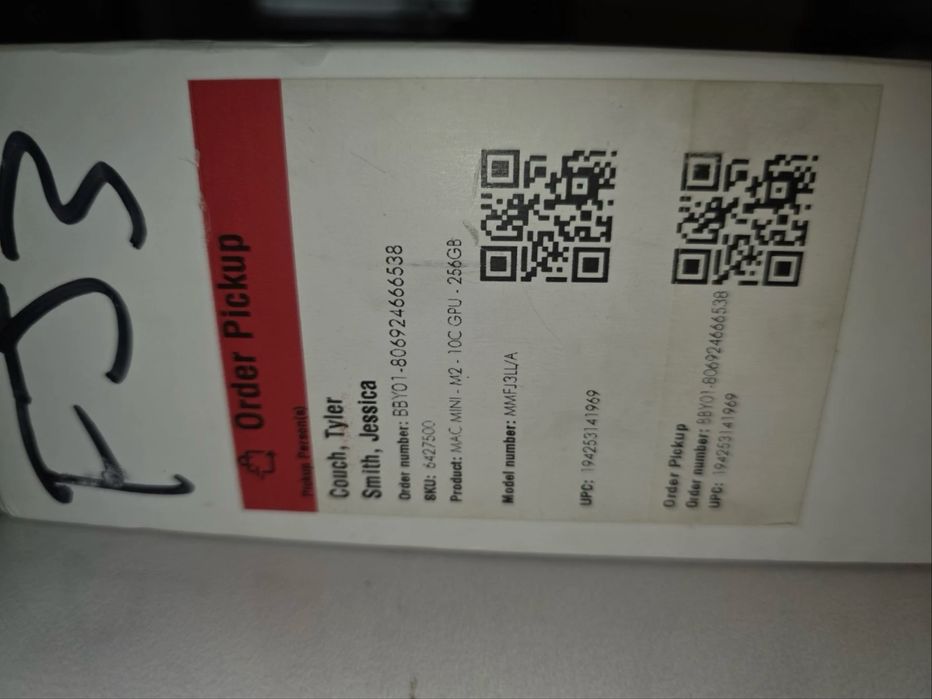 F53
Order Pickup
Pickup Person(s)
Couch, Tyler
Smith, Jessica
Order number: BBY01-806924666538
SKU: 6427500
Product: MAC MINI - M2 - 10C GPU - 256GB
Model number: MMFJ3LL/A
UPC: 194253141969
Order Pickup
Order number: BBY01-806924666538
UPC: 194253141969